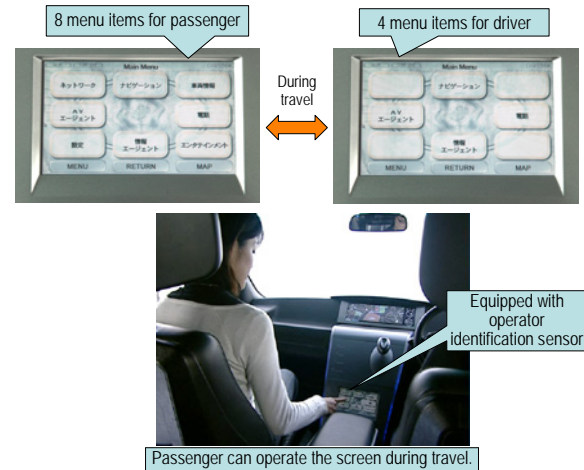 8 menu items for passenger
4 menu items for driver
Main Menu
ネットワーク
ナビゲーション
車両情報
AV
エージェント
電話
設定
情報
エージェント
エンタテインメント
MENU RETURN MAP
During
travel
Main Menu
ナビゲーション
AV
エージェント
電話
情報
エージェント
MENU RETURN MAP
Equipped with
operator
identification sensor
Passenger can operate the screen during travel.